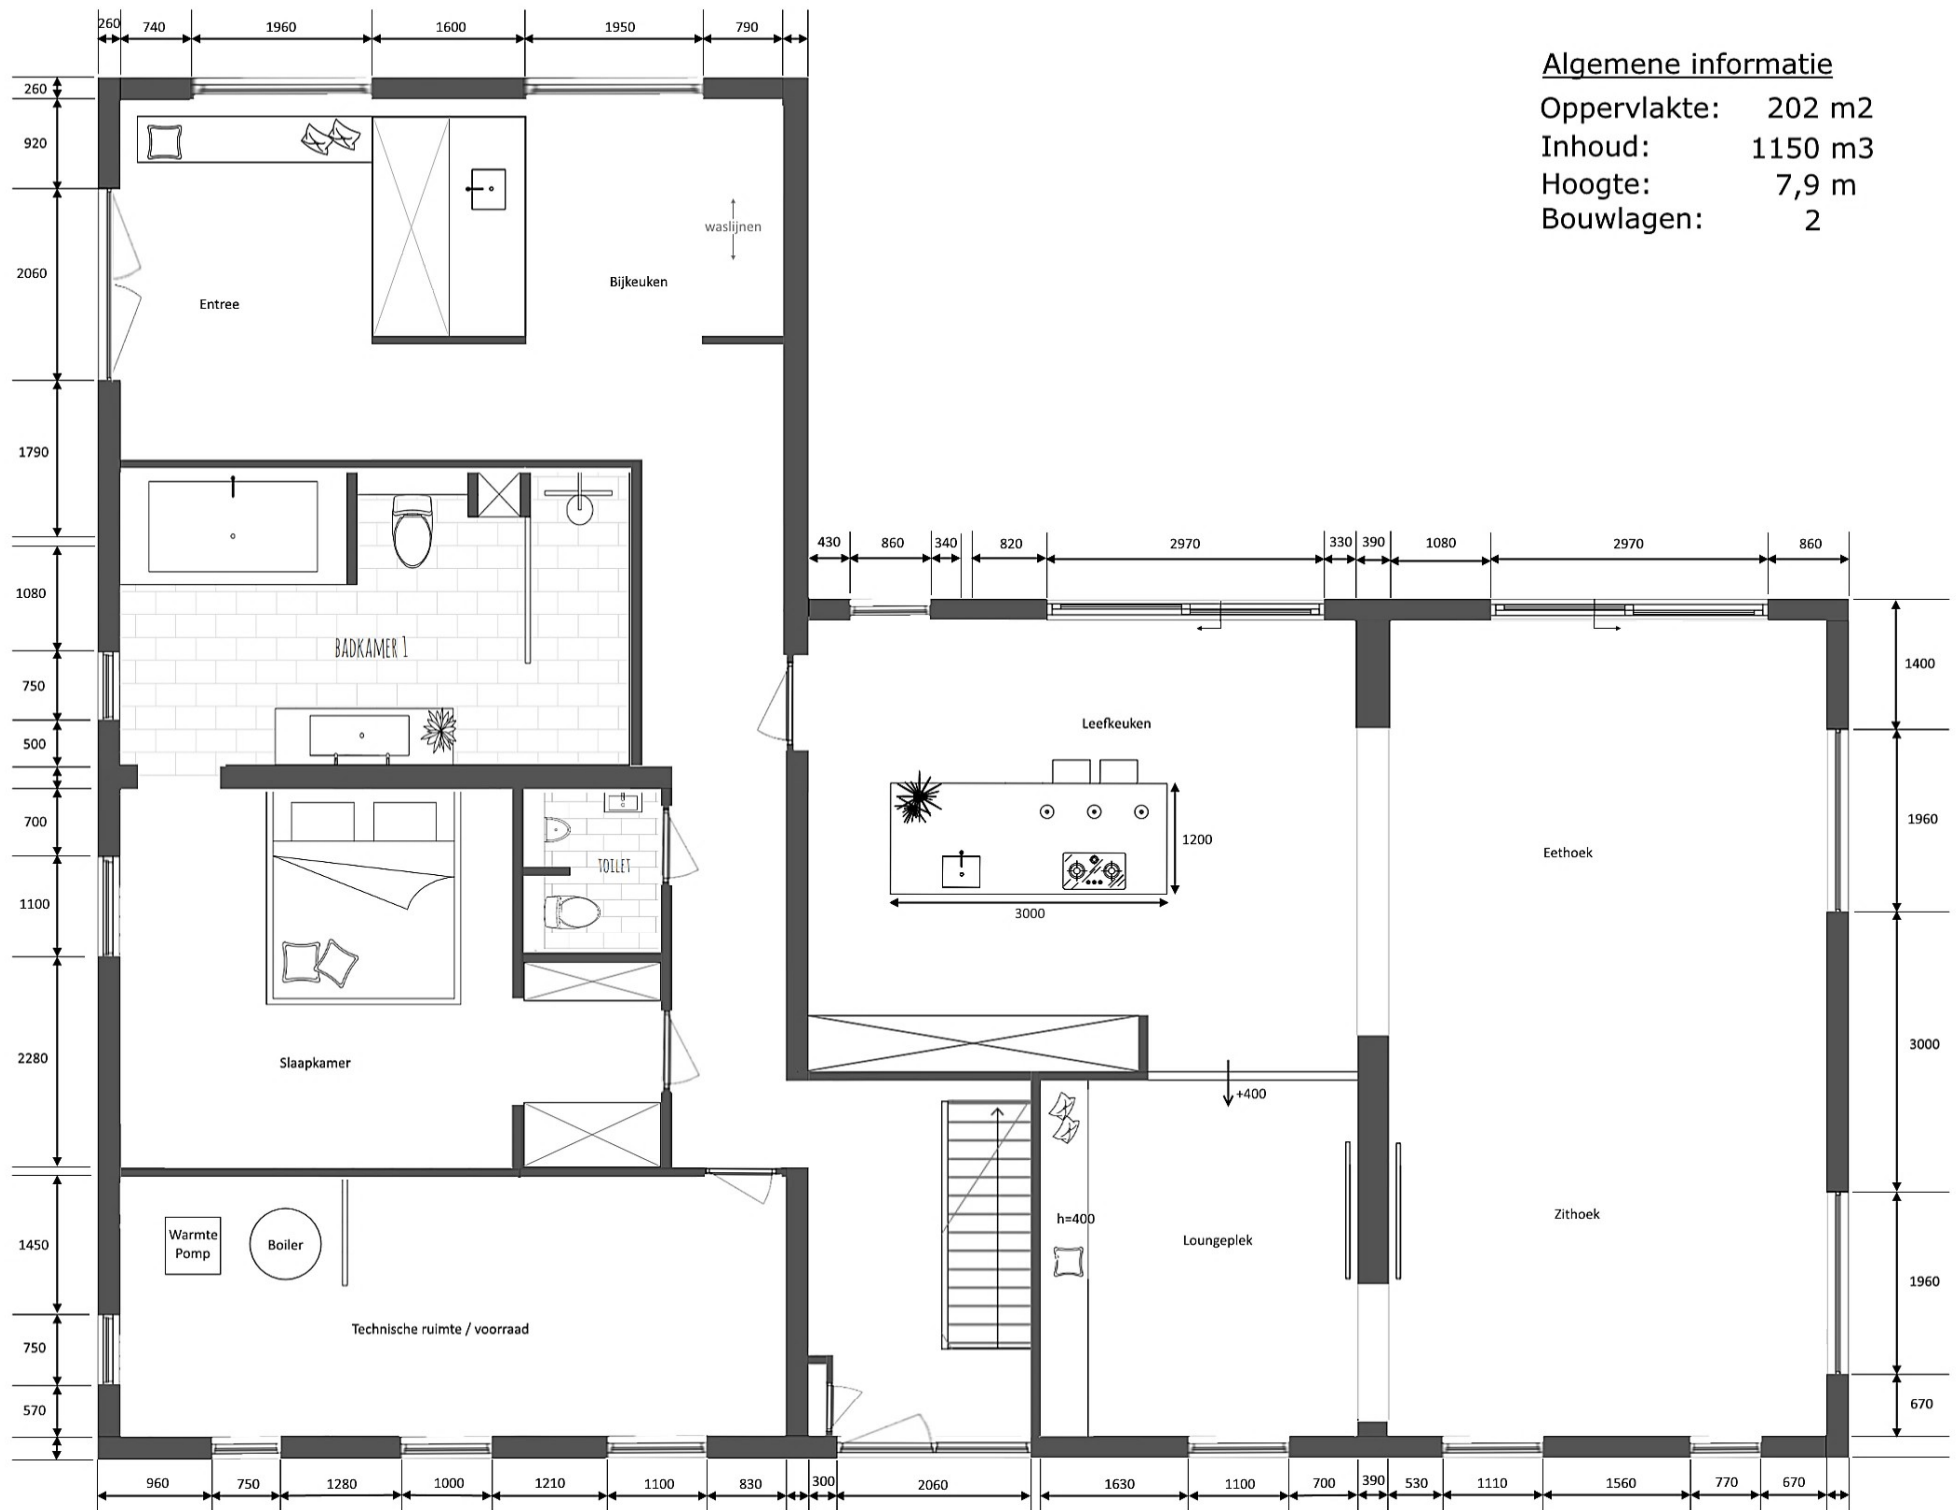 260 740 1960 1600 1950 790
Algemene informatie
Oppervlakte: 202 m2
Inhoud: 1150 m3
Hoogte: 7,9 m
Bouwlagen: 2
260
920
2060
1790
1080
750
500
700
1100
2280
1450
750
570
waslijnen
Bijkeuken
Entree
BADKAMER 1
430 860 340 820 2970 330 390 1080 2970 860
1400
1960
3000
1960
670
Leefkeuken
1200
3000
Eethoek
TOILET
Slaapkamer
+400
h=400
Zithoek
Loungeplek
Warmte
Pomp
Boiler
Technische ruimte / voorraad
960 750 1280 1000 1210 1100 830 300 2060 1630 1100 700 390 530 1110 1560 770 670